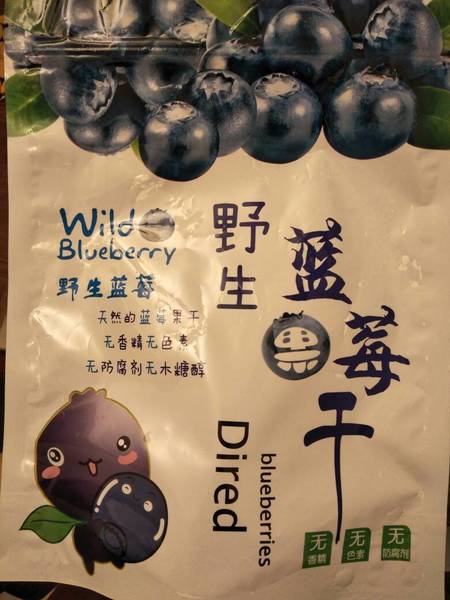 Wild
Blueberry
野生蓝莓
天然的蓝莓果干
无香精无色素
无防腐剂无木糖醇
野生
蓝莓干
果
Dired
blueberries
无
香精
无
色素
无
防腐剂